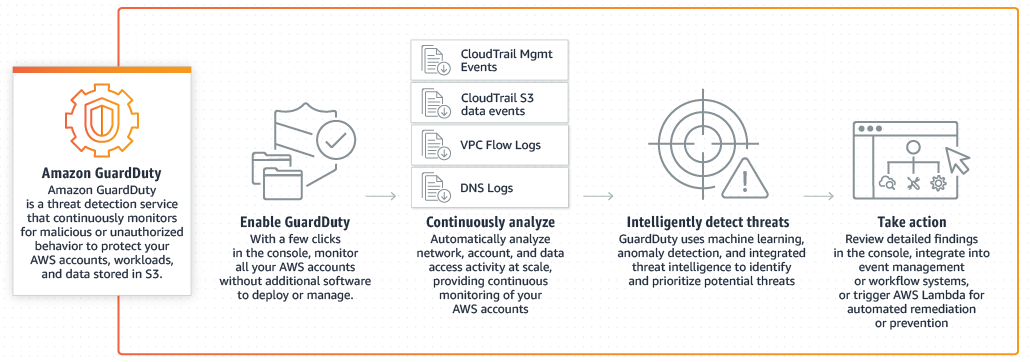 Amazon GuardDuty
Amazon GuardDuty
is a threat detection service
that continuously monitors
for malicious or unauthorized
behavior to protect your
AWS accounts, workloads,
and data stored in S3.
Enable GuardDuty
With a few clicks
in the console, monitor
all your AWS accounts
without additional software
to deploy or manage.
CloudTrail Mgmt
Events
CloudTrail S3
data events
VPC Flow Logs
DNS Logs
Continuously analyze
Automatically analyze
network, account, and data
access activity at scale,
providing continuous
monitoring of your
AWS accounts
Intelligently detect threats
GuardDuty uses machine learning,
anomaly detection, and integrated
threat intelligence to identify
and prioritize potential threats
Take action
Review detailed findings
in the console, integrate into
event management
or workflow systems,
or trigger AWS Lambda for
automated remediation
or prevention